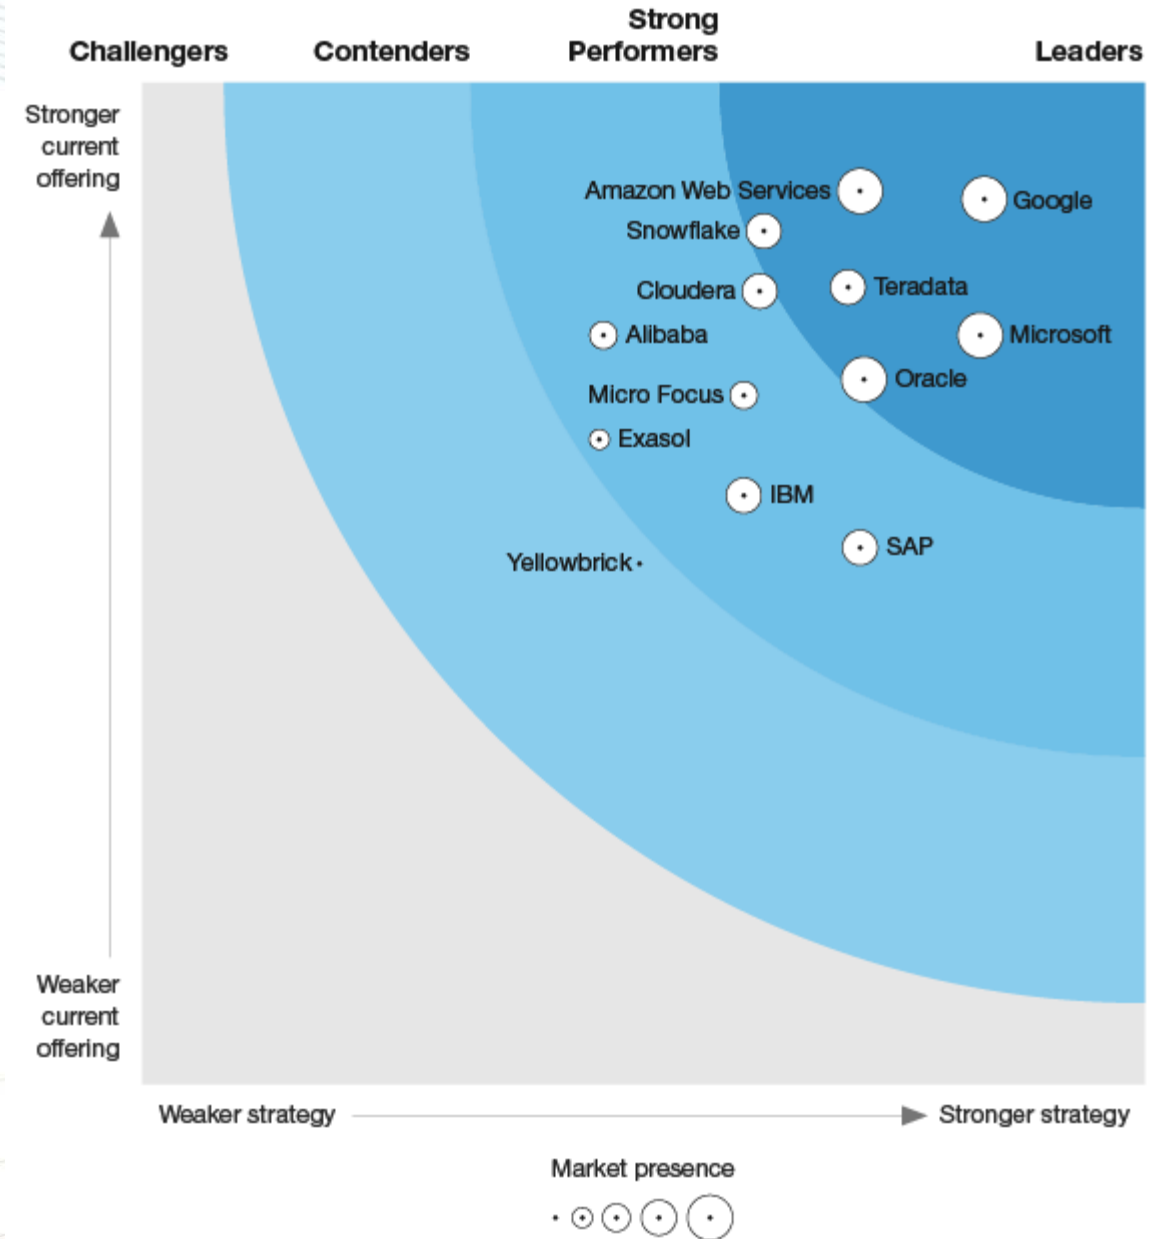 Challengers
Contenders
Strong
Performers
Leaders
Stronger
current
offering
Amazon Web Services
Google
Snowflake
Cloudera
Teradata
Alibaba
Microsoft
Oracle
Micro Focus
Exasol
IBM
SAP
Yellowbrick
Weaker
current
offering
Weaker strategy
Stronger strategy
Market presence